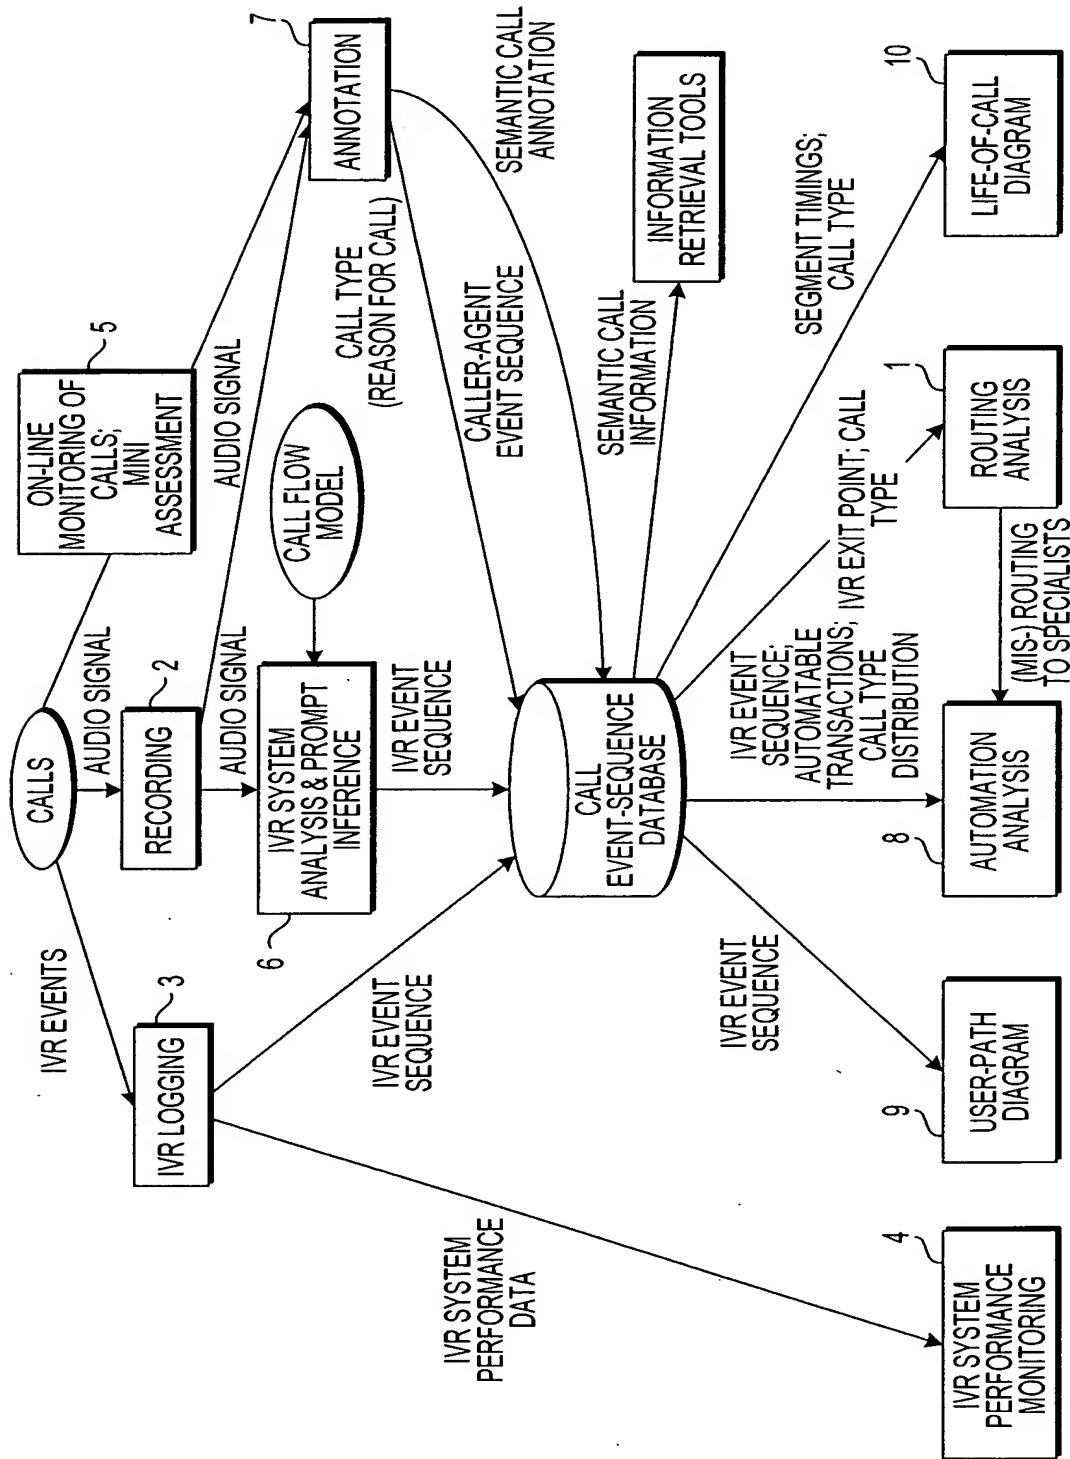 CALLS
IVR EVENTS
3
IVR LOGGING
AUDIO SIGNAL
2
RECORDING
AUDIO SIGNAL
5
ON-LINE
MONITORING OF
CALLS;
MINI
ASSESSMENT
AUDIO SIGNAL
7
ANNOTATION
6
IVR SYSTEM
ANALYSIS & PROMPT
INFERENCE
CALL FLOW
MODEL
CALL TYPE
(REASON FOR CALL)
SEMANTIC CALL
ANNOTATION
IVR EVENT
SEQUENCE
IVR EVENT
SEQUENCE
CALLER-AGENT
EVENT SEQUENCE
CALL
EVENT-SEQUENCE
DATABASE
SEMANTIC CALL
INFORMATION
INFORMATION
RETRIEVAL TOOLS
IVR SYSTEM
PERFORMANCE
DATA
IVR EVENT
SEQUENCE
IVR EVENT
SEQUENCE;
AUTOMATABLE
TRANSACTIONS;
CALL TYPE
DISTRIBUTION
IVR EXIT POINT; CALL
TYPE
SEGMENT TIMINGS;
CALL TYPE
4
IVR SYSTEM
PERFORMANCE
MONITORING
9
USER-PATH
DIAGRAM
8
AUTOMATION
ANALYSIS
(MIS-) ROUTING
TO SPECIALISTS
1
ROUTING
ANALYSIS
10
LIFE-OF-CALL
DIAGRAM